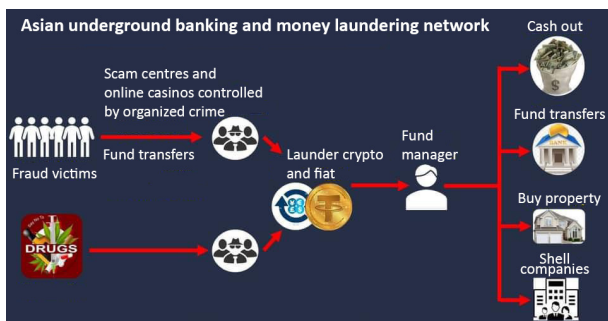 Asian underground banking and money laundering network
Cash out
Scam centres and
online casinos controlled
by organized crime
Fund transfers
Fraud victims
Launder crypto
and fiat
Fund
manager
Fund transfers
BANK
Buy property
DRUGS
Shell
companies